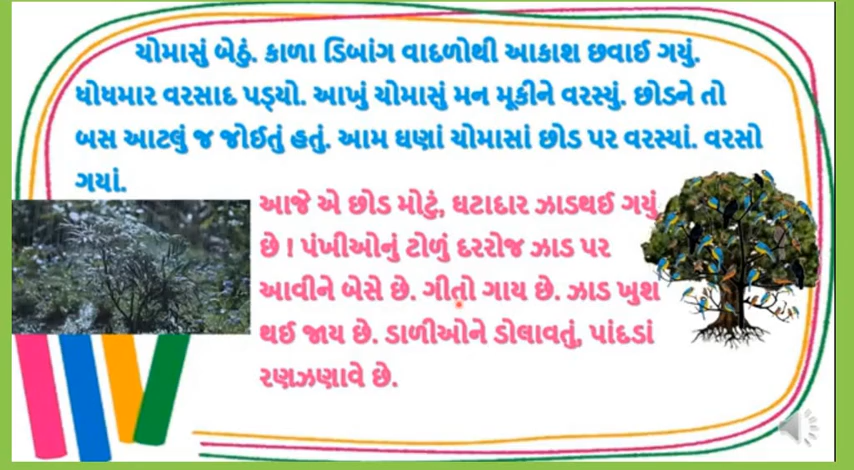 ચોમાસું બેઠું. કાળા ડિબાંગ વાદળોથી આકાશ છવાઈ ગયું.
ધોધમાર વરસાદ પડ્યો. આખું ચોમાસું મન મૂકીને વરસ્યું. છોડને તો
બસ આટલું જ જોઈતું હતું. આમ ઘણાં ચોમાસાં છોડ પર વરસ્યાં. વરસો
ગયાં.
આજે એ છોડ મોટું, ઘટાદાર ઝાડથઈ ગયું
છે ! પંખીઓનું ટોળું દરરોજ ઝાડ પર
આવીને બેસે છે. ગીતો ગાય છે. ઝાડ ખુશ
થઈ જાય છે. ડાળીઓને ડોલાવતું, પાંદડાં
રણઝણાવે છે.